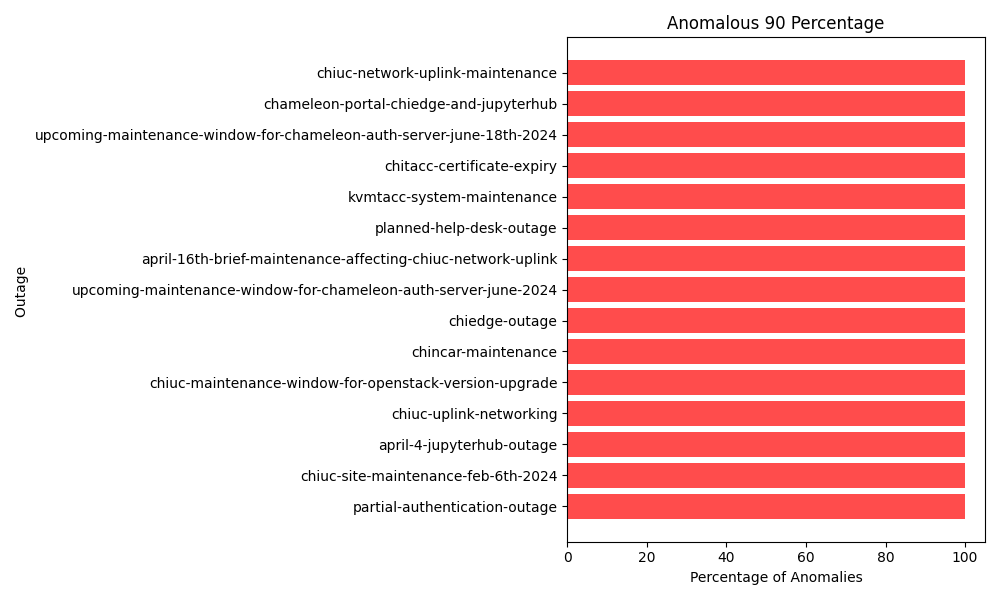 Anomalous 90 Percentage
chiuc-network-uplink-maintenance
chameleon-portal-chiedge-and-jupyterhub
upcoming-maintenance-window-for-chameleon-auth-server-june-18th-2024
chitacc-certificate-expiry
kvmtacc-system-maintenance
planned-help-desk-outage
april-16th-brief-maintenance-affecting-chiuc-network-uplink
upcoming-maintenance-window-for-chameleon-auth-server-june-2024
chiedge-outage
chincar-maintenance
chiuc-maintenance-window-for-openstack-version-upgrade
chiuc-uplink-networking
april-4-jupyterhub-outage
chiuc-site-maintenance-feb-6th-2024
partial-authentication-outage
Outage
0 20 40 60 80 100
Percentage of Anomalies